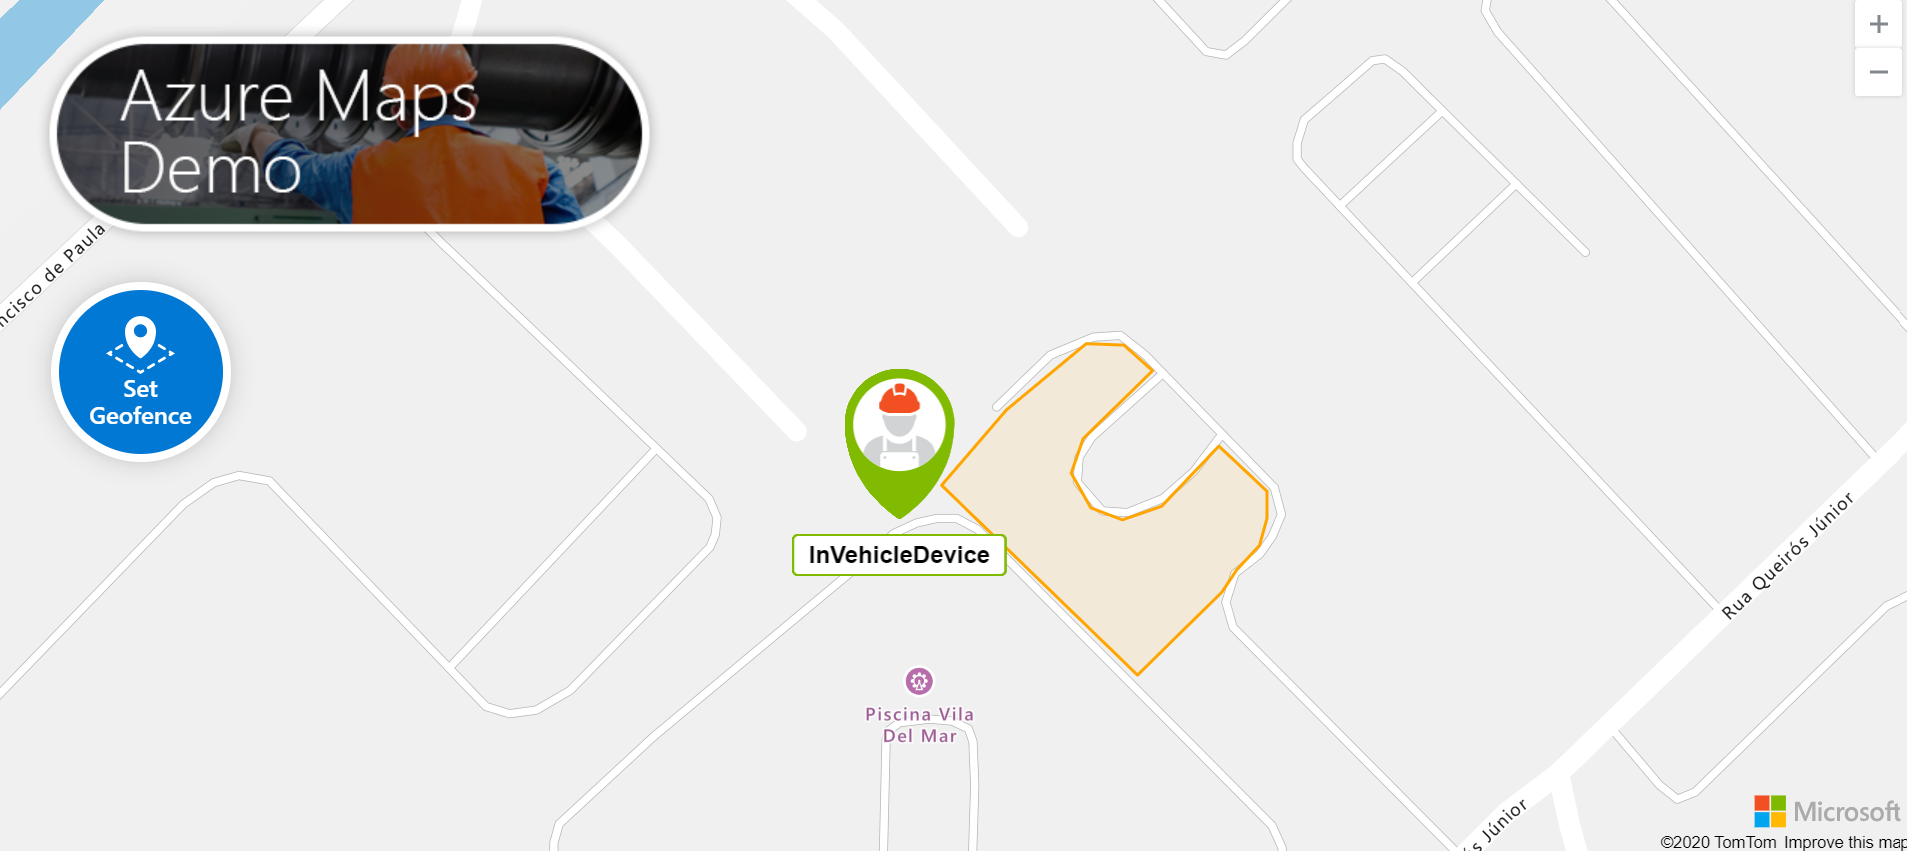 Azure Maps
Demo
ncisco de Paula
Set
Geofence
InVehicleDevice
Piscina Vila
Del Mar
Rua Queirós Júnior
ós Júnior
Microsoft
©2020 TomTom Improve this map